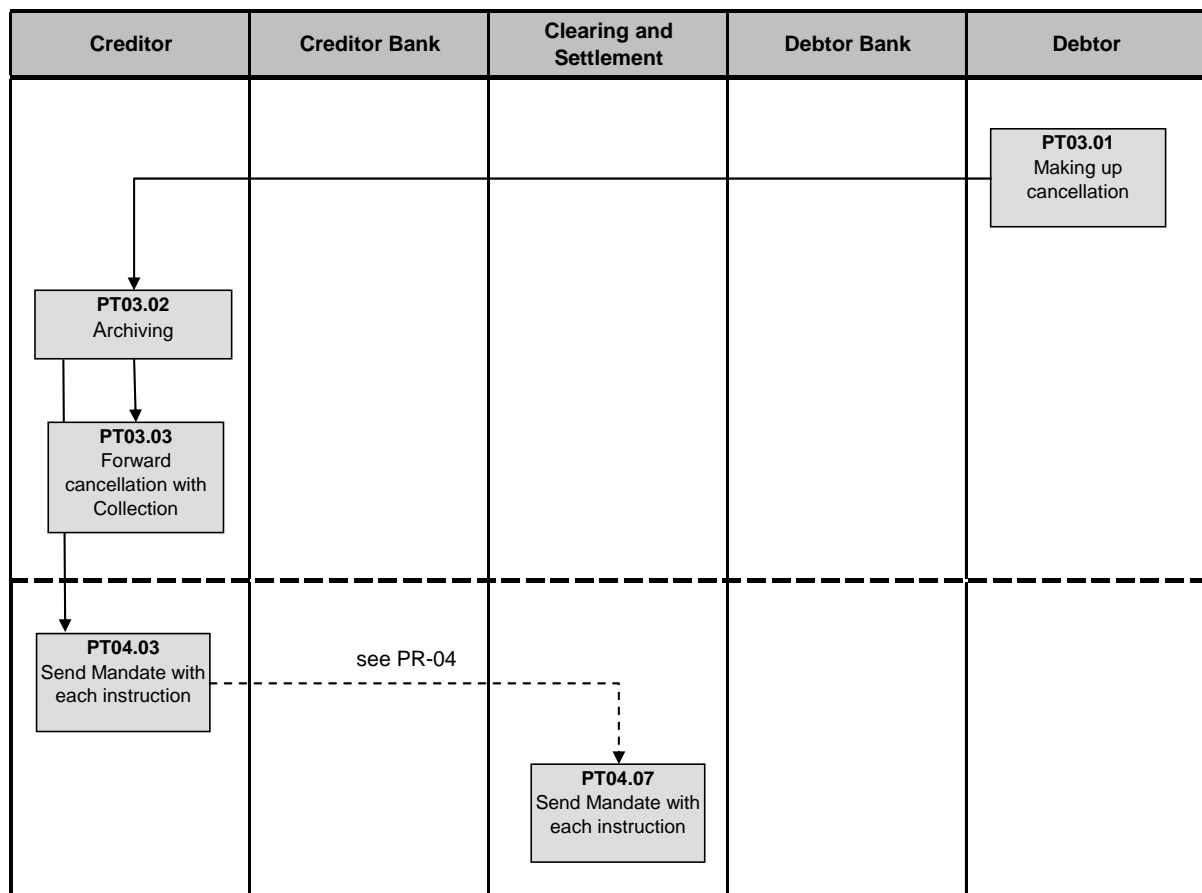 Creditor
Creditor Bank
Clearing and
Settlement
Debtor Bank
Debtor
PT03.01
Making up
cancellation
PT03.02
Archiving
PT03.03
Forward
cancellation with
Collection
PT04.03
Send Mandate with
each instruction
see PR-04
PT04.07
Send Mandate with
each instruction